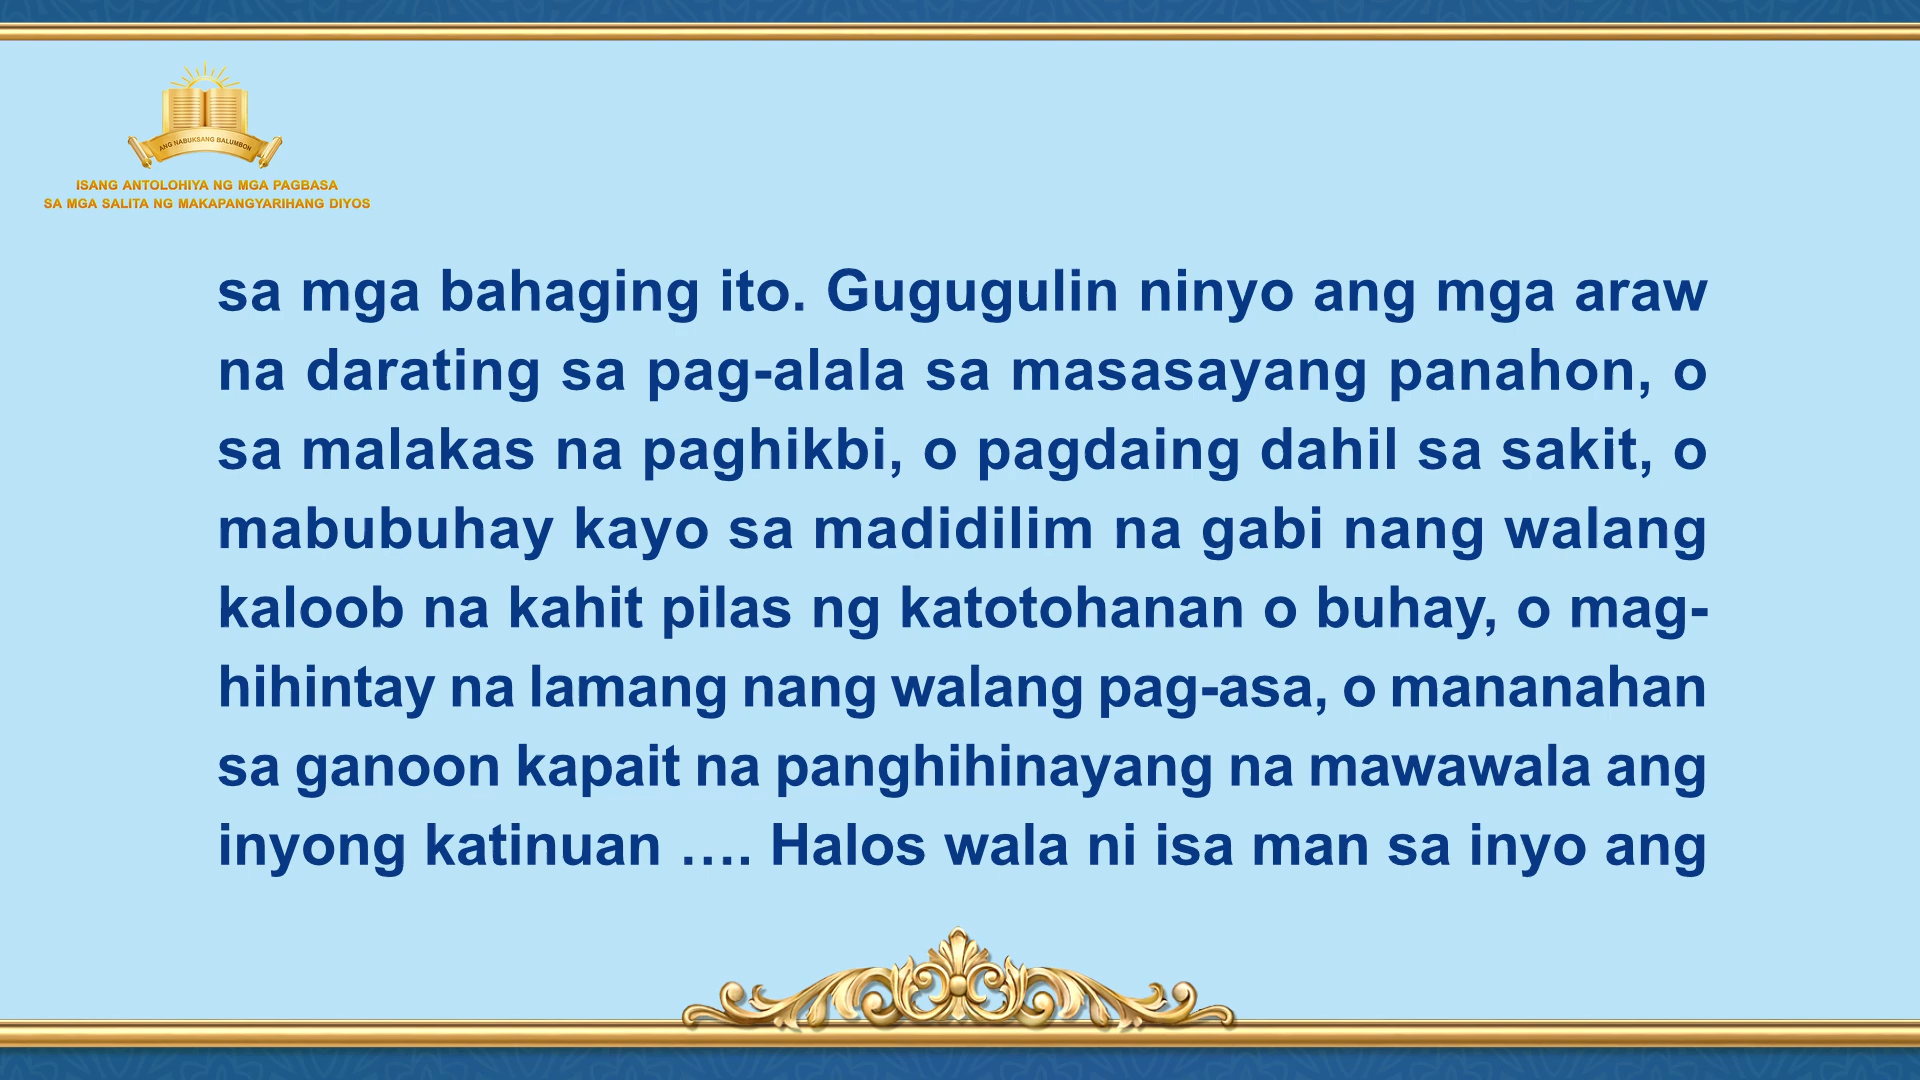 ANG NABUKSANG BALUMBON
ISANG ANTOLOHIYA NG MGA PAGBASA
SA MGA SALITA NG MAKAPANGYARIHANG DIYOS
sa mga bahaging ito. Gugugulin ninyo ang mga araw
na darating sa pag-alala sa masasayang panahon, o
sa malakas na paghikbi, o pagdaing dahil sa sakit, o
mabubuhay kayo sa madidilim na gabi nang walang
kaloob na kahit pilas ng katotohanan o buhay, o mag-
hihintay na lamang nang walang pag-asa, o mananahan
sa ganoon kapait na panghihinayang na mawawala ang
inyong katinuan …. Halos wala ni isa man sa inyo ang